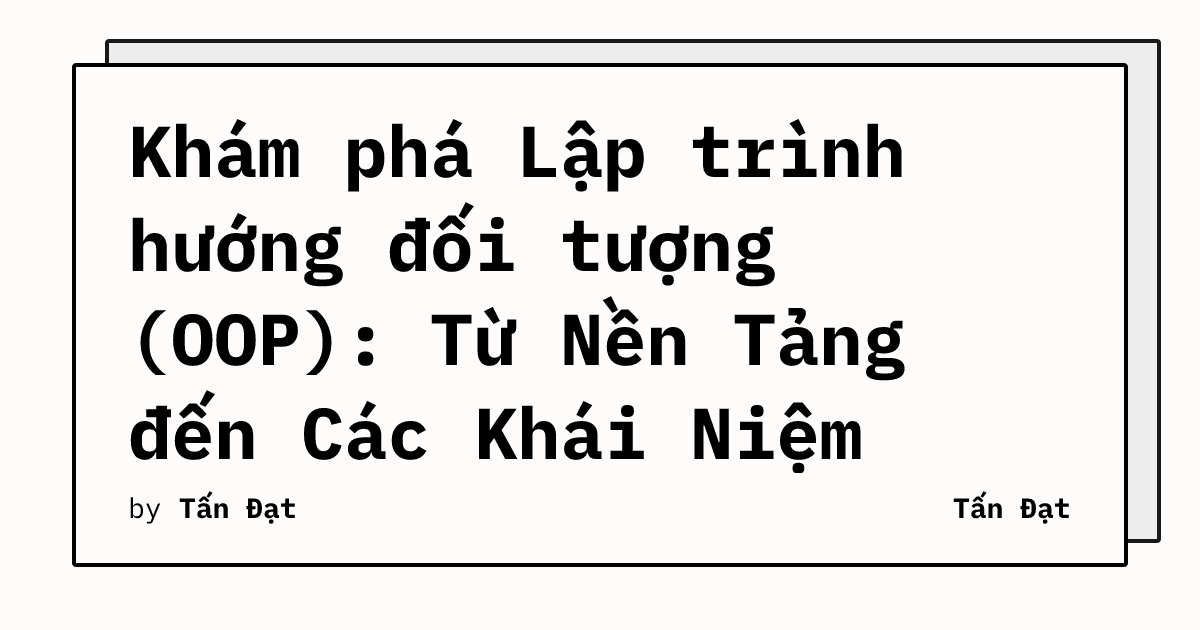 Khám phá Lập trình
hướng đối tượng
(OOP): Từ Nền Tảng
đến Các Khái Niệm
by Tấn Đạt
Tấn Đạt